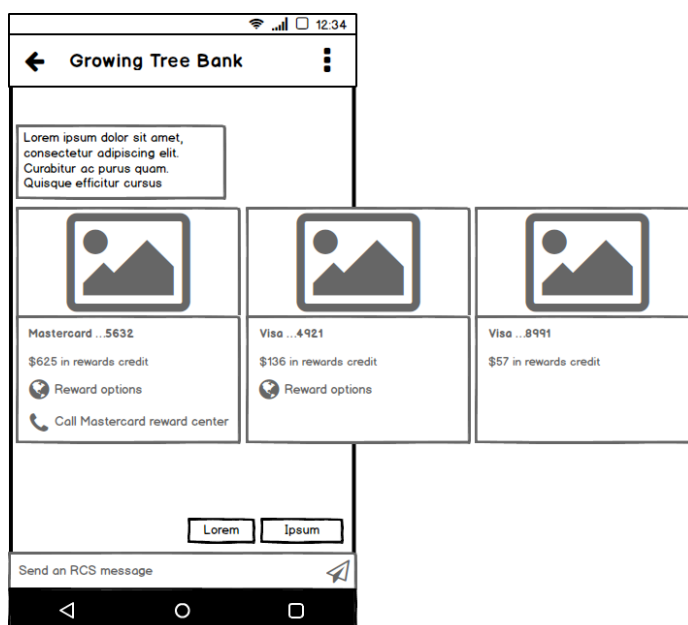 12:34
Growing Tree Bank
Lorem ipsum dolor sit amet,
consectetur adipiscing elit.
Curabitur ac purus quam.
Quisque efficitur cursus
Mastercard ...5632
$625 in rewards credit
Reward options
Call Mastercard reward center
Visa ...4921
$136 in rewards credit
Reward options
Visa ...8991
$57 in rewards credit
Lorem
Ipsum
Send an RCS message